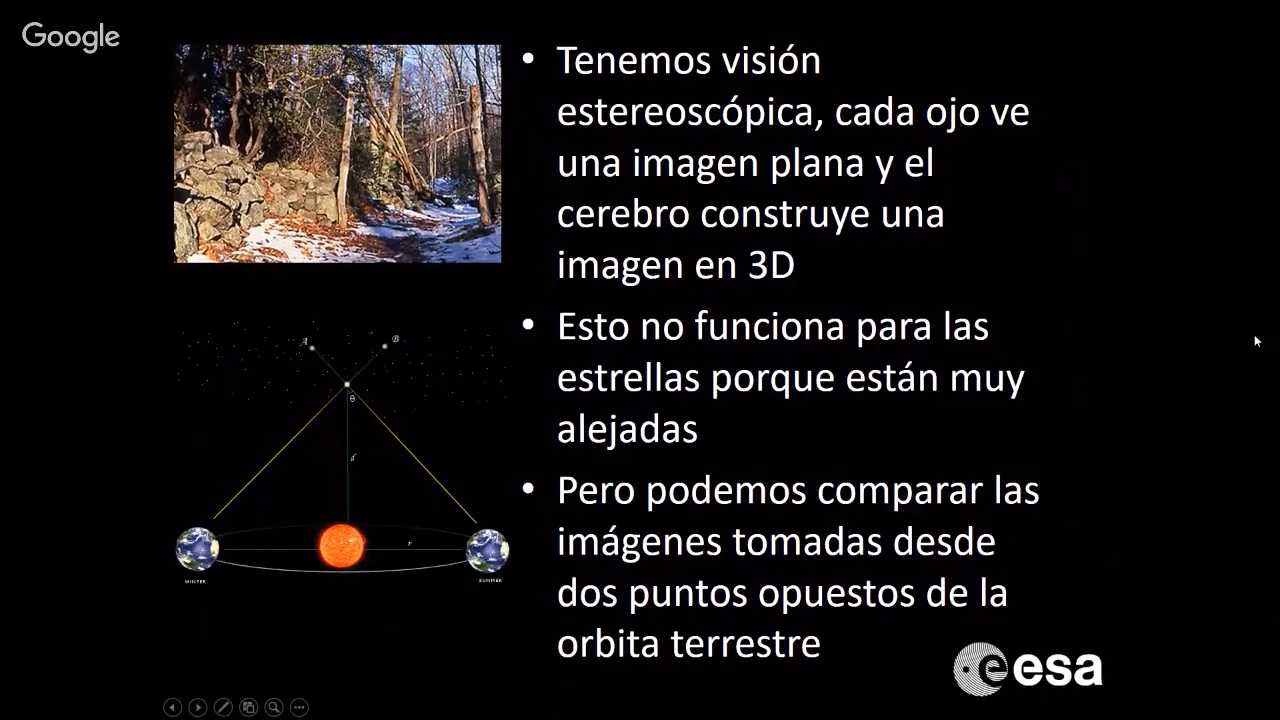 Google
• Tenemos visión
estereoscópica, cada ojo ve
una imagen plana y el
cerebro construye una
imagen en 3D
• Esto no funciona para las
estrellas porque están muy
alejadas
• Pero podemos comparar las
imágenes tomadas desde
dos puntos opuestos de la
orbita terrestre
A
B
θ
d
r
WINTER
SUMMER
esa